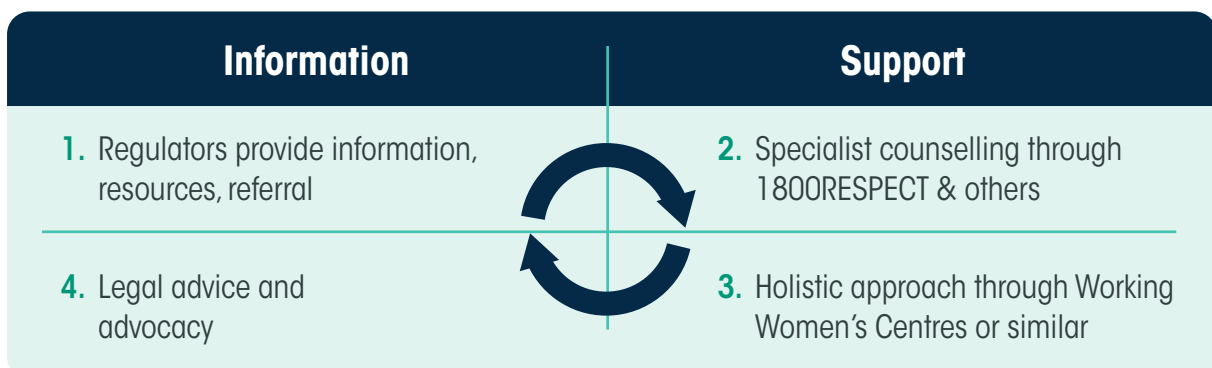 Information
Support
1. Regulators provide information,
resources, referral
2. Specialist counselling through
1800RESPECT & others
4. Legal advice and
advocacy
3. Holistic approach through Working
Women’s Centres or similar